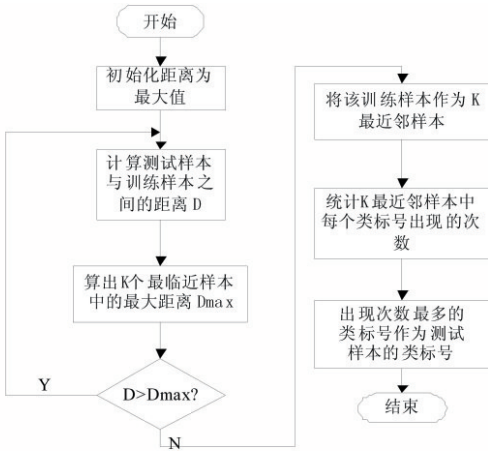 开始
初始化距离为
最大值
计算测试样本
与训练样本之
间的距离 D
算出K个最临近样本
中的最大距离 Dmax
D>Dmax?
Y
N
将该训练样本作为 K
最近邻样本
统计K最近邻样本中
每个类标号出现的次
数
出现次数最多的
类标号作为测试
样本的类标号
结束